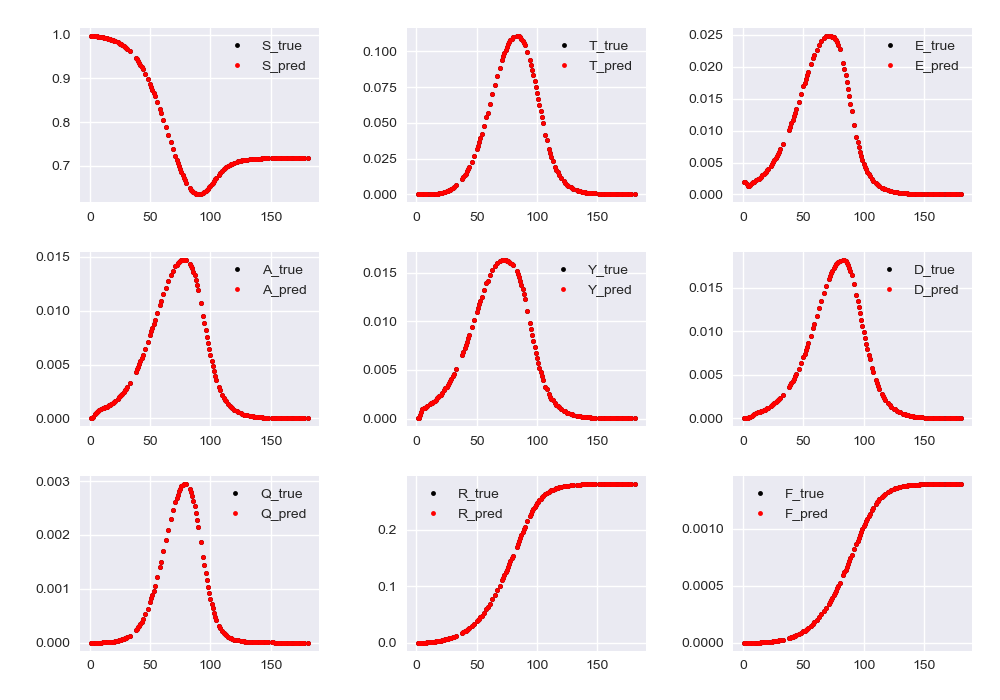 1.0
0.9
0.8
0.7
0 50 100 150
S_true
S_pred
0.100
0.075
0.050
0.025
0.000
0 50 100 150
T_true
T_pred
0.025
0.020
0.015
0.010
0.005
0.000
0 50 100 150
E_true
E_pred
0.015
0.010
0.005
0.000
0 50 100 150
A_true
A_pred
0.015
0.010
0.005
0.000
0 50 100 150
Y_true
Y_pred
0.015
0.010
0.005
0.000
0 50 100 150
D_true
D_pred
0.003
0.002
0.001
0.000
0 50 100 150
Q_true
Q_pred
0.2
0.1
0.0
0 50 100 150
R_true
R_pred
0.0010
0.0005
0.0000
0 50 100 150
F_true
F_pred